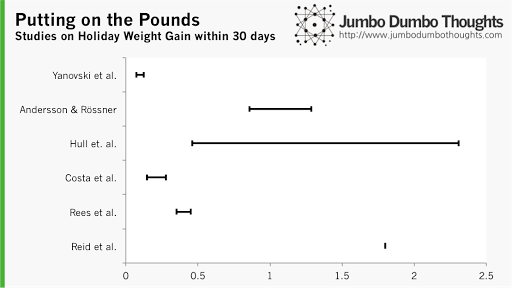 Putting on the Pounds
Studies on Holiday Weight Gain within 30 days
Jumbo Dumbo Thoughts
http://www.jumbodumbothoughts.com
Yanovski et al.
Andersson & Rössner
Hull et. al.
Costa et al.
Rees et al.
Reid et al.
0 0.5 1 1.5 2 2.5